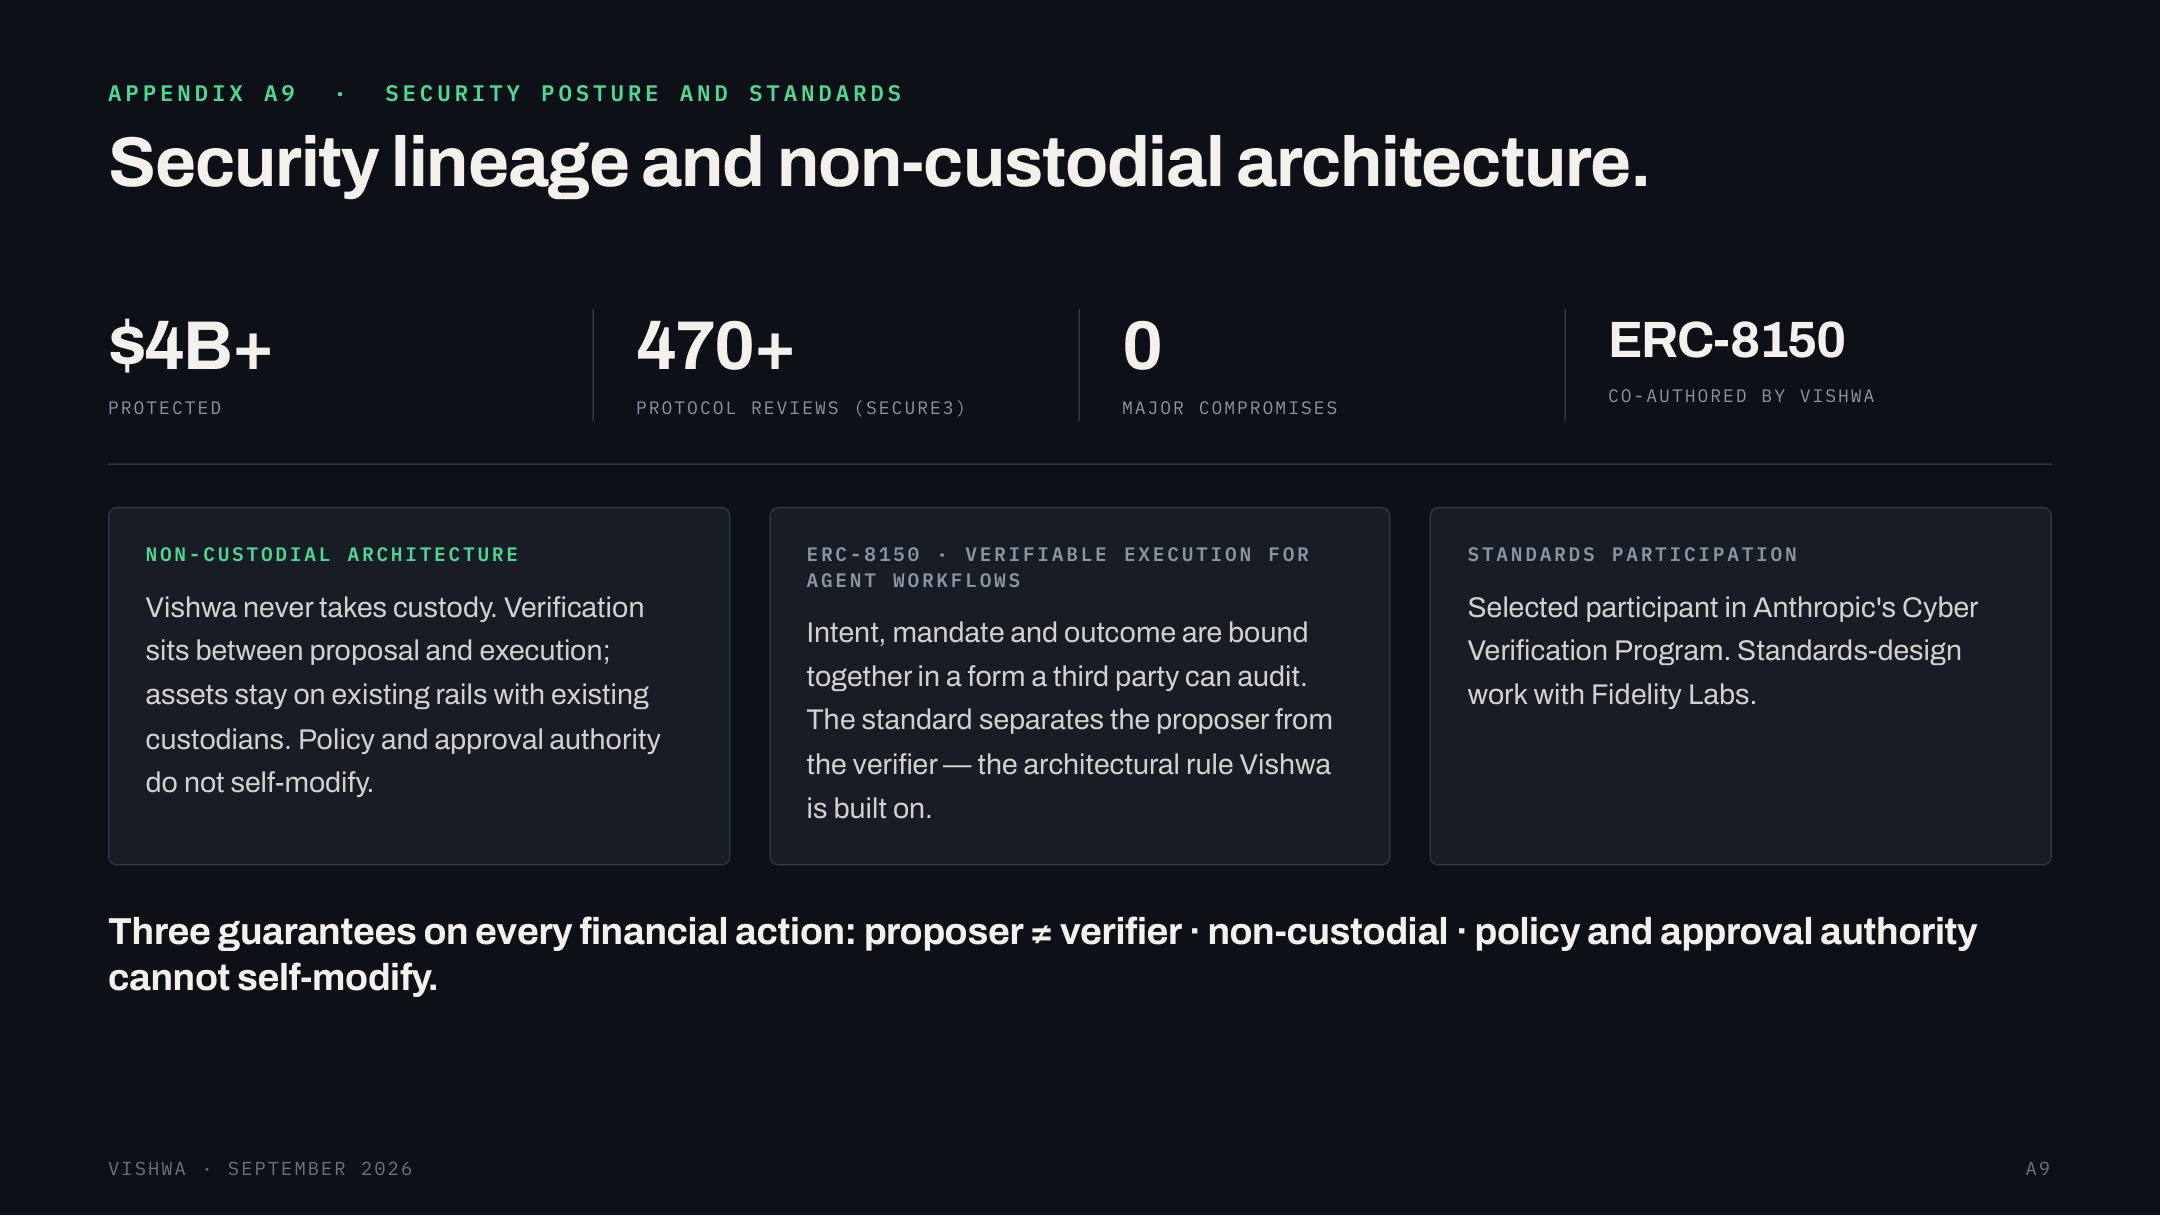 APPENDIX A9 · SECURITY POSTURE AND STANDARDS
Security lineage and non-custodial architecture.
$4B+
PROTECTED
470+
PROTOCOL REVIEWS (SECURE3)
0
MAJOR COMPROMISES
ERC-8150
CO-AUTHORED BY VISHWA
NON-CUSTODIAL ARCHITECTURE
Vishwa never takes custody. Verification
sits between proposal and execution;
assets stay on existing rails with existing
custodians. Policy and approval authority
do not self-modify.
ERC-8150 · VERIFIABLE EXECUTION FOR
AGENT WORKFLOWS
Intent, mandate and outcome are bound
together in a form a third party can audit.
The standard separates the proposer from
the verifier — the architectural rule Vishwa
is built on.
STANDARDS PARTICIPATION
Selected participant in Anthropic's Cyber
Verification Program. Standards-design
work with Fidelity Labs.
Three guarantees on every financial action: proposer ≠ verifier · non-custodial · policy and approval authority
cannot self-modify.
VISHWA · SEPTEMBER 2026
A9